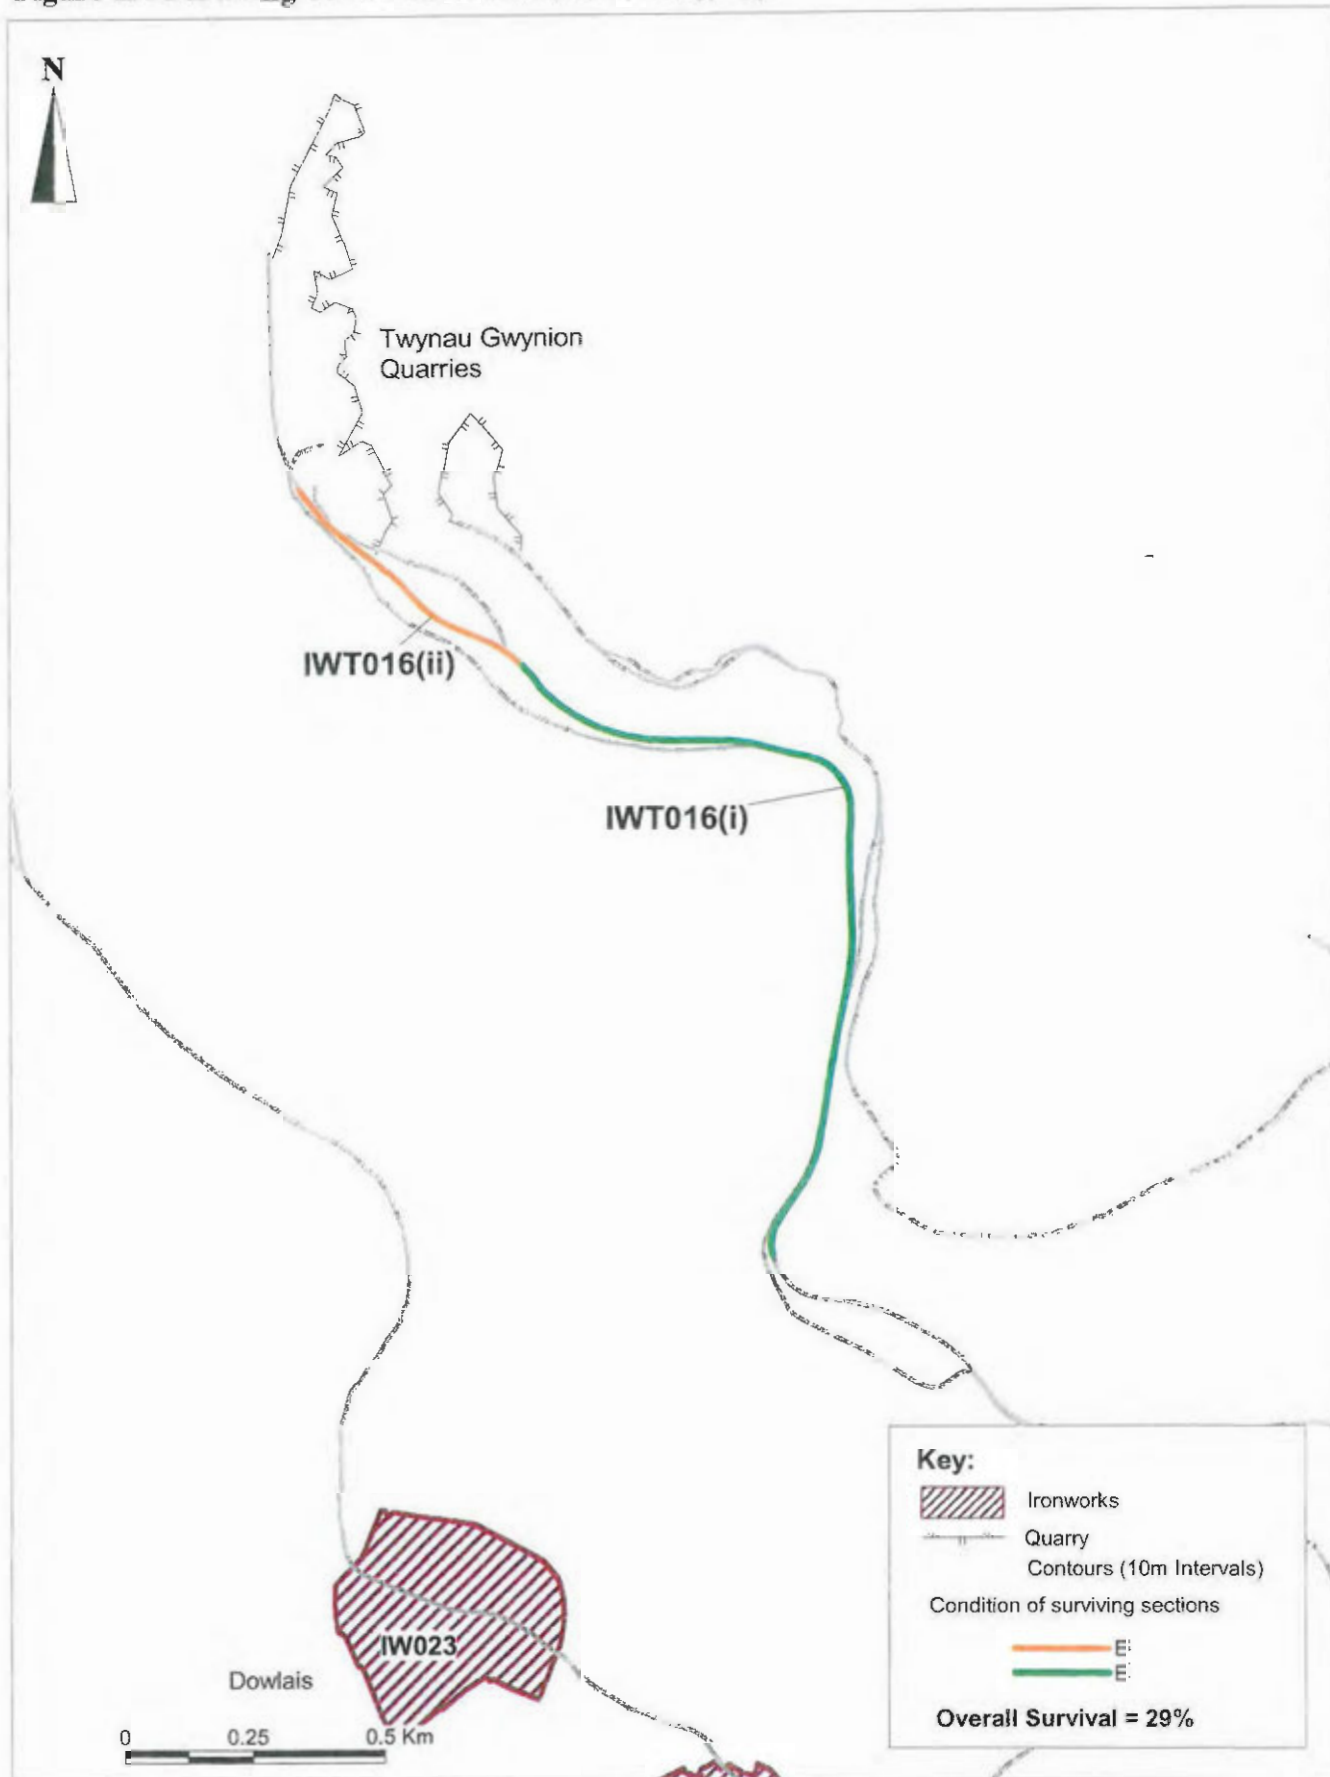 N
Twynau Gwynion
Quarries
IWT016(ii)
IWT016(i)
IW023
Dowlais
0 0.25 0.5 Km
Key:
Ironworks
Quarry
Contours (10m Intervals)
Condition of surviving sections
E
E
Overall Survival = 29%